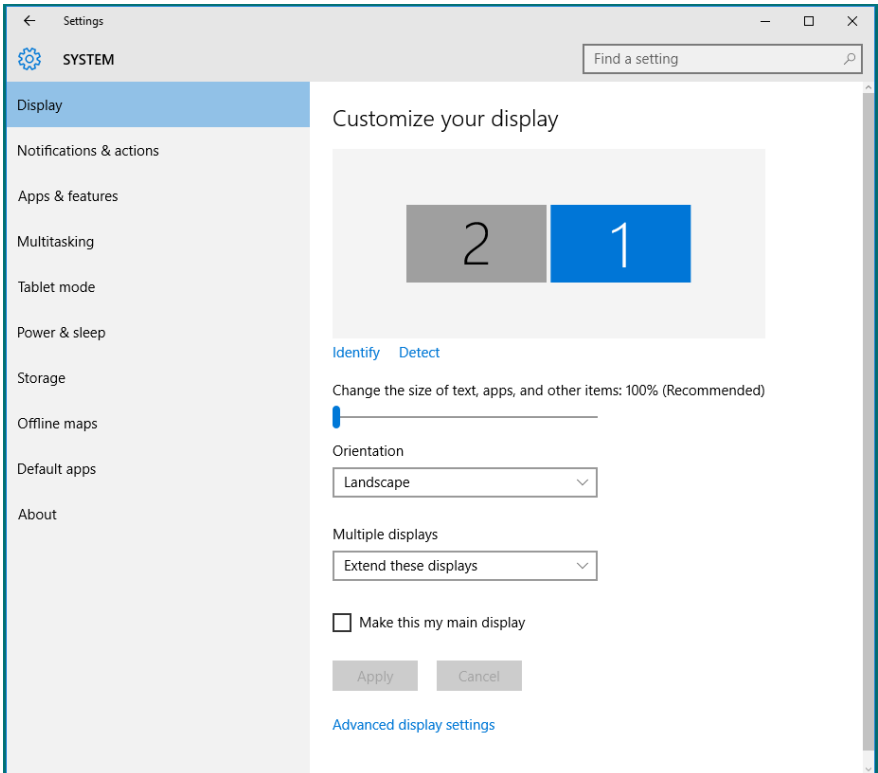 Settings
SYSTEM
Find a setting
Display
Notifications & actions
Apps & features
Multitasking
Tablet mode
Power & sleep
Storage
Offline maps
Default apps
About
Customize your display
2 1
Identify Detect
Change the size of text, apps, and other items: 100% (Recommended)
Orientation
Landscape
Multiple displays
Extend these displays
Make this my main display
Apply Cancel
Advanced display settings